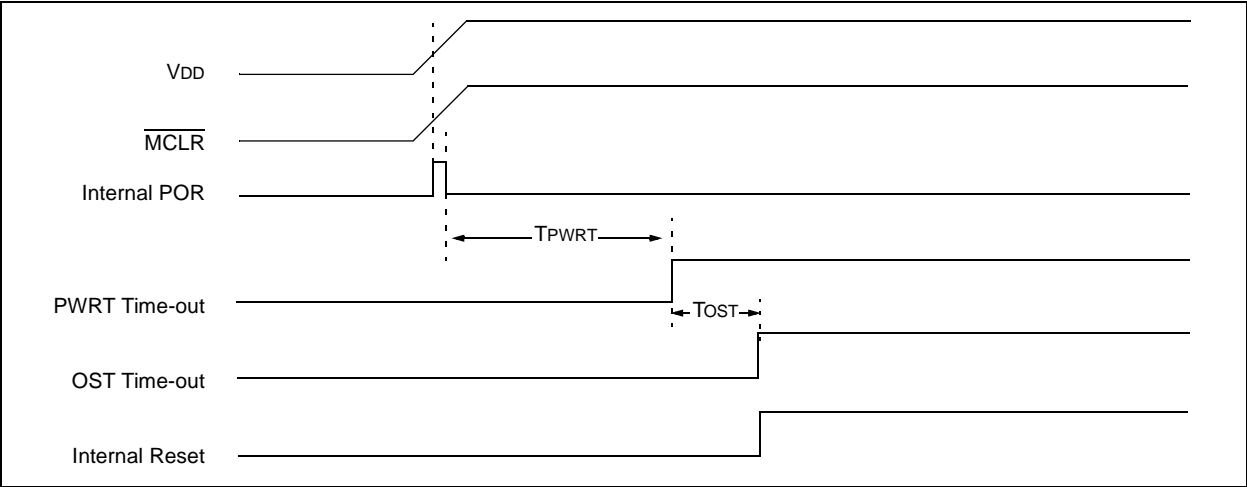 VDD
MCLR
Internal POR
TPWRT
PWRT Time-out
TOST
OST Time-out
Internal Reset